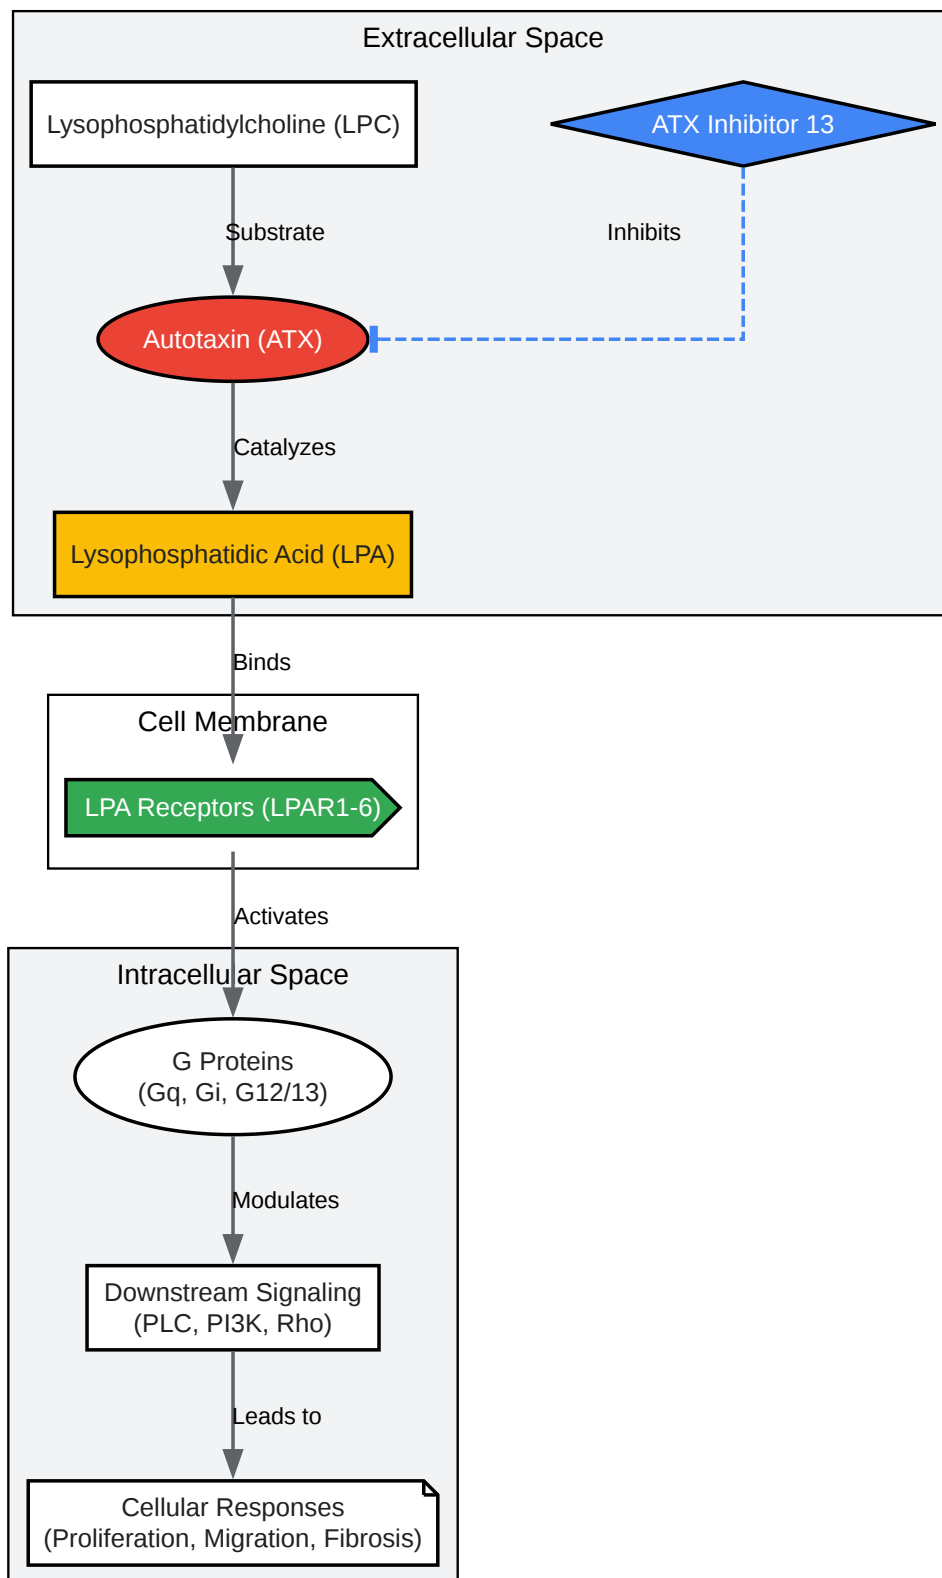 Extracellular Space
Lysophosphatidylcholine (LPC)
ATX Inhibitor 13
Substrate
Inhibits
Autotaxin (ATX)
Catalyzes
Lysophosphatidic Acid (LPA)
Binds
Cell Membrane
LPA Receptors (LPAR1-6)
Activates
Intracellular Space
G Proteins
(Gq, Gi, G12/13)
Modulates
Downstream Signaling
(PLC, PI3K, Rho)
Leads to
Cellular Responses
(Proliferation, Migration, Fibrosis)